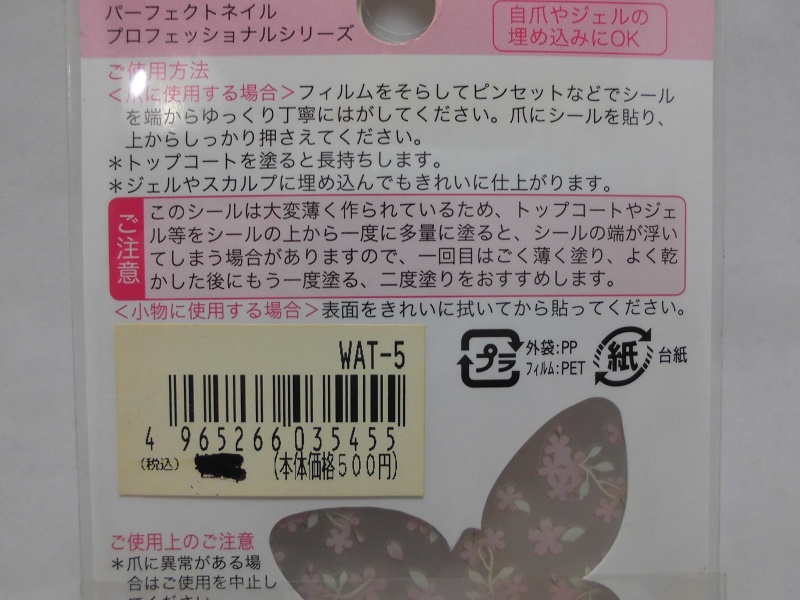 パーフェクトネイル
プロフェッショナルシリーズ
自爪やジェルの
埋め込みにOK
ご使用方法
<爪に使用する場合>フィルムをそらしてピンセットなどでシール
を端からゆっくり丁寧にはがしてください。爪にシールを貼り、
上からしっかり押さえてください。
*トップコートを塗ると長持ちします。
*ジェルやスカルプに埋め込んでもきれいに仕上がります。
ご注意
このシールは大変薄く作られているため、トップコートやジェ
ル等をシールの上から一度に多量に塗ると、シールの端が浮い
てしまう場合がありますので、一回目はごく薄く塗り、よく乾
かした後にもう一度塗る、二度塗りをおすすめします。
<小物に使用する場合>表面をきれいに拭いてから貼ってください。
WAT-5
4 965266 035455
(税込) (本体価格500円)
プラ
外袋:PP
フィルム:PET
紙
台紙
ご使用上のご注意
*爪に異常がある場
合はご使用を中止し